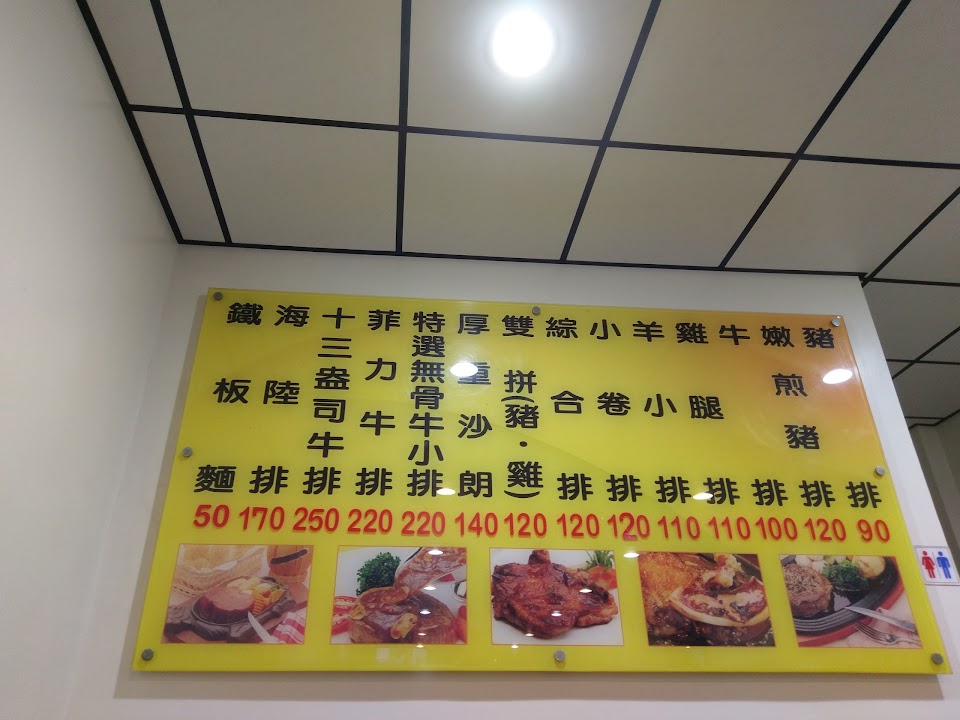 豬排 90
嫩煎豬排 120
牛排 100
雞腿排 110
羊小排 110
小卷排 120
綜合排 120
雙拼(豬·雞) 120
厚重沙朗 140
特選無骨牛小排 220
菲力牛排 220
十三盎司牛排 250
海陸排 170
鐵板麵 50